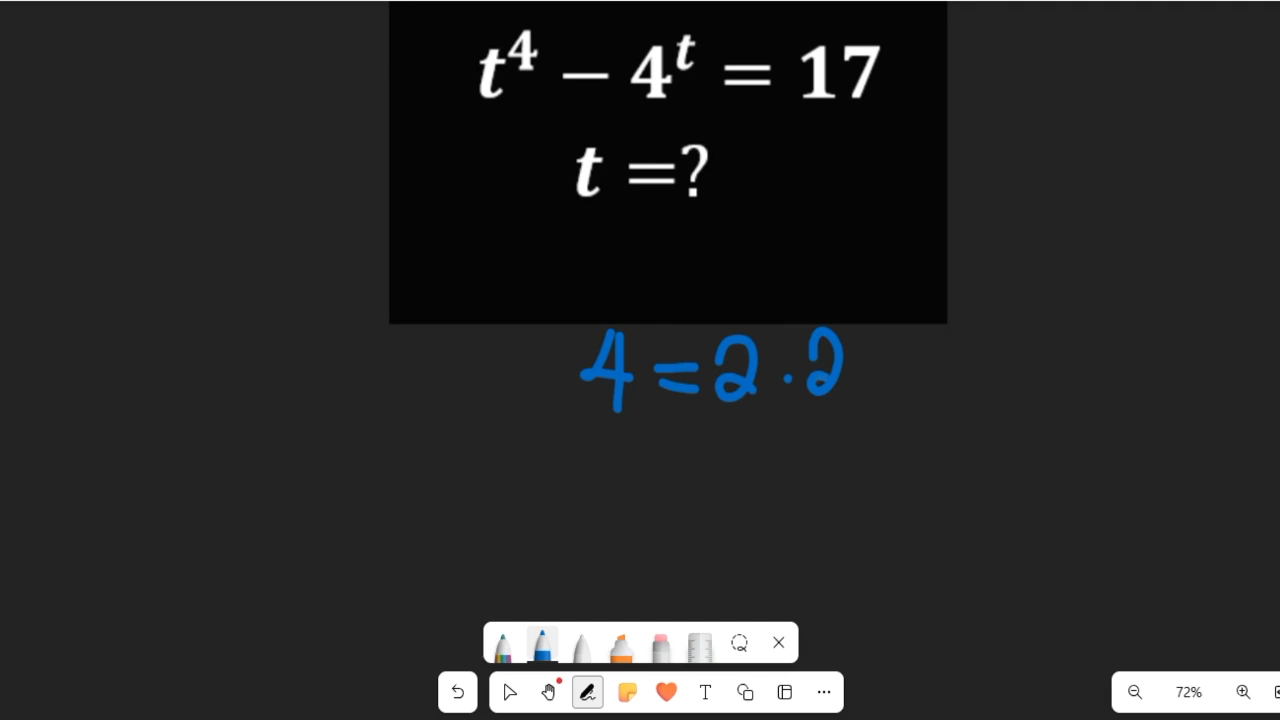 t⁴ − 4ᵗ = 17
t =?
4 = 2 · 2
T
72%